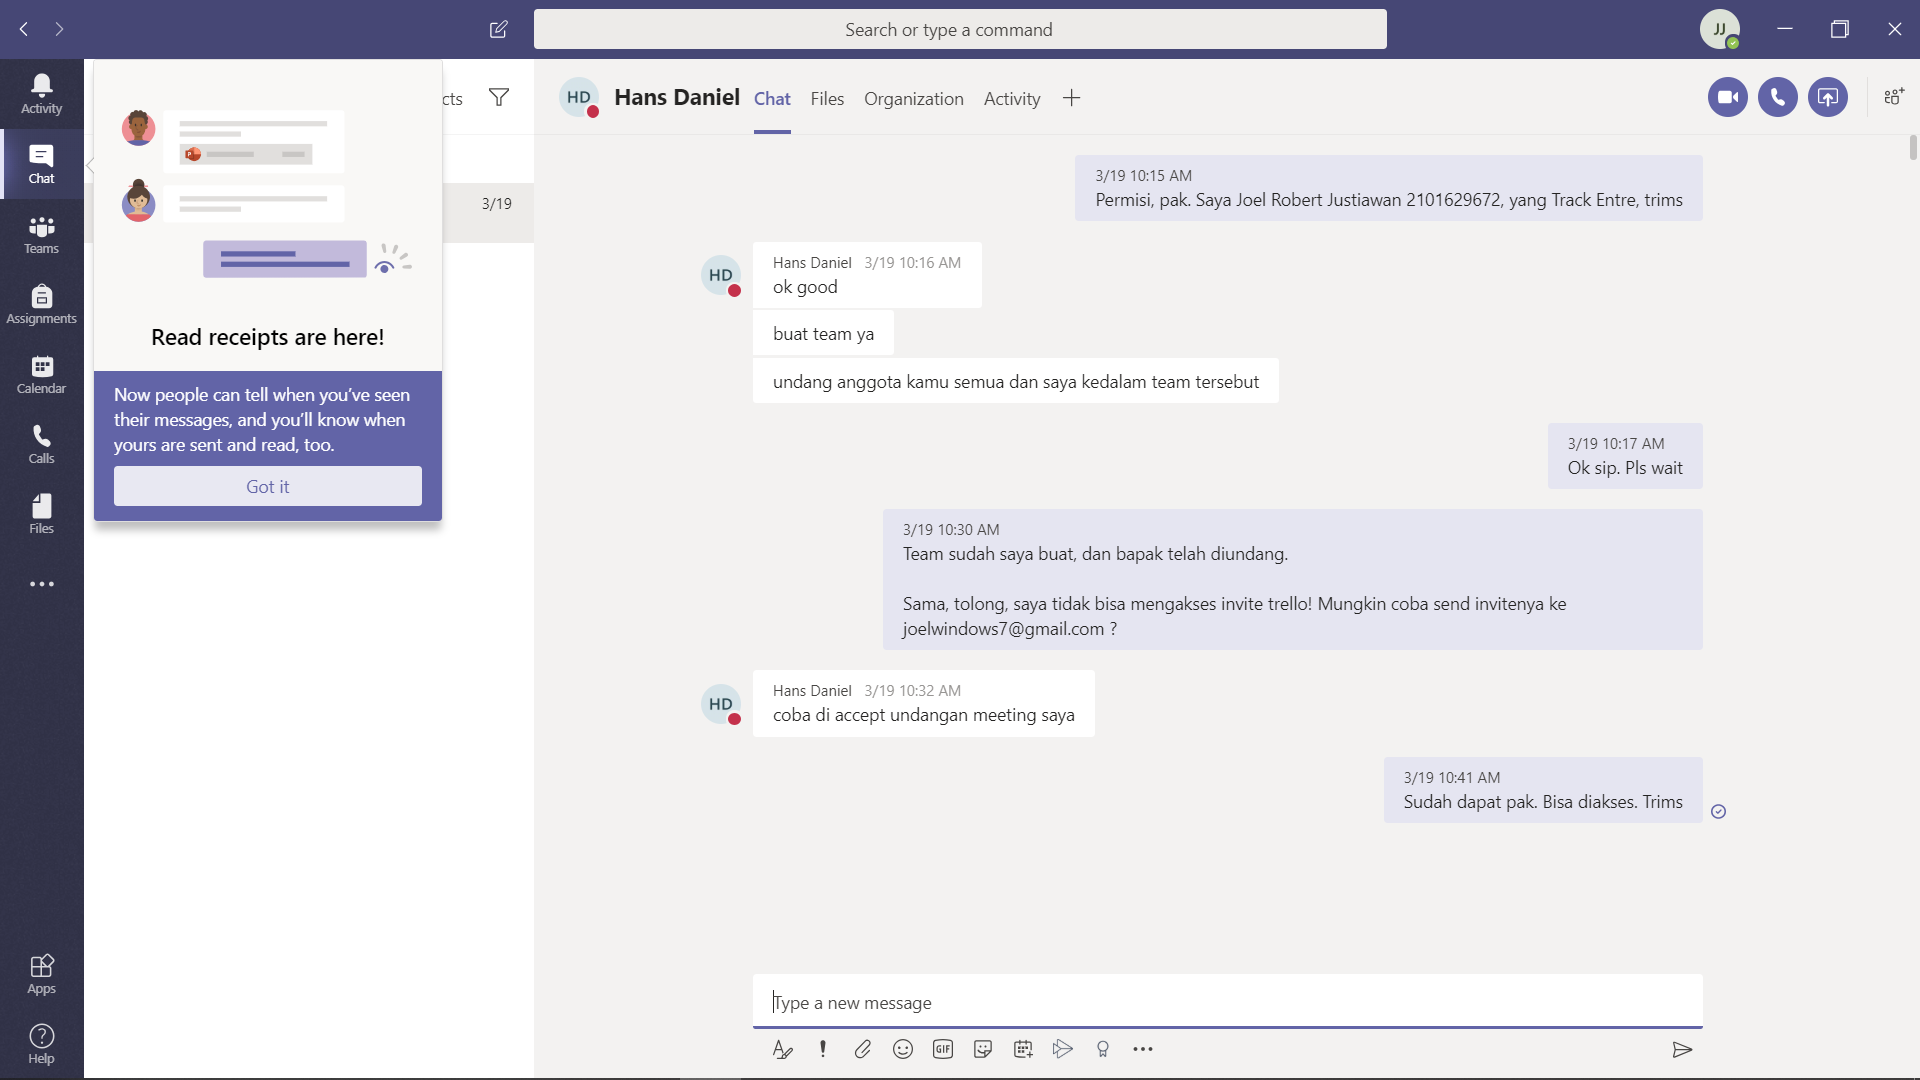 Search or type a command
JJ
Activity
Chat
Teams
Assignments
Calendar
Calls
Files
Apps
Help
Read receipts are here!
Now people can tell when you've seen
their messages, and you'll know when
yours are sent and read, too.
Got it
3/19
HD Hans Daniel Chat Files Organization Activity
3/19 10:15 AM
Permisi, pak. Saya Joel Robert Justiawan 2101629672, yang Track Entre, trims
HD
Hans Daniel 3/19 10:16 AM
ok good
buat team ya
undang anggota kamu semua dan saya kedalam team tersebut
3/19 10:17 AM
Ok sip. Pls wait
3/19 10:30 AM
Team sudah saya buat, dan bapak telah diundang.
Sama, tolong, saya tidak bisa mengakses invite trello! Mungkin coba send invitenya ke
joelwindows7@gmail.com ?
HD
Hans Daniel 3/19 10:32 AM
coba di accept undangan meeting saya
3/19 10:41 AM
Sudah dapat pak. Bisa diakses. Trims
Type a new message
GIF